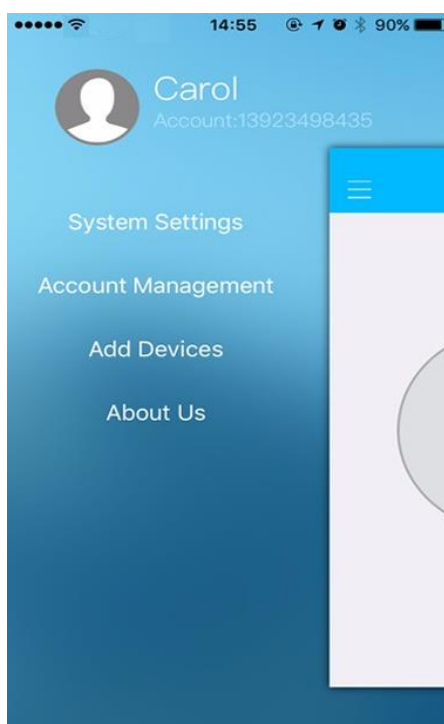 14:55 90%
Carol
Account:13923498435
System Settings
Account Management
Add Devices
About Us